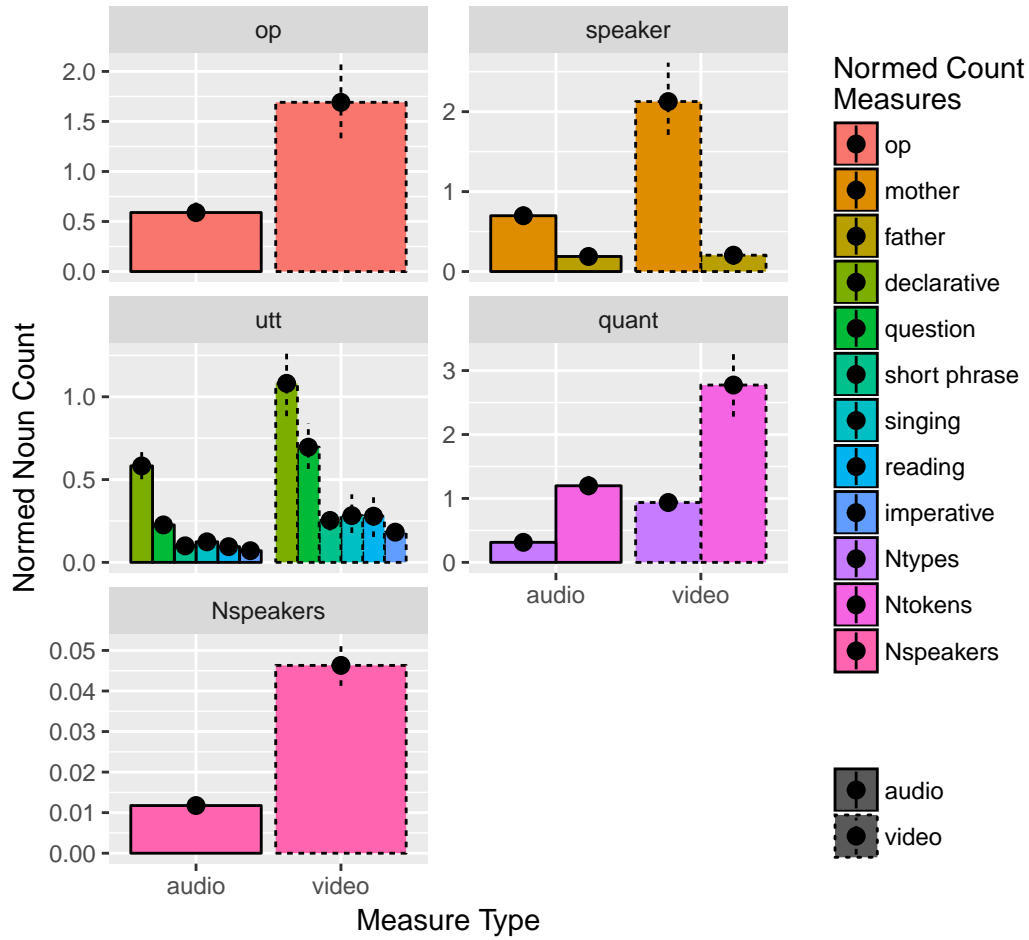 op
speaker
2.0
1.5
1.0
0.5
0.0
2
1
0
utt
quant
1.0
0.5
0.0
3
2
1
0
audio
video
Nspeakers
0.05
0.04
0.03
0.02
0.01
0.00
audio
video
Normed Noun Count
Measure Type
Normed Count
Measures
op
mother
father
declarative
question
short phrase
singing
reading
imperative
Ntypes
Ntokens
Nspeakers
audio
video